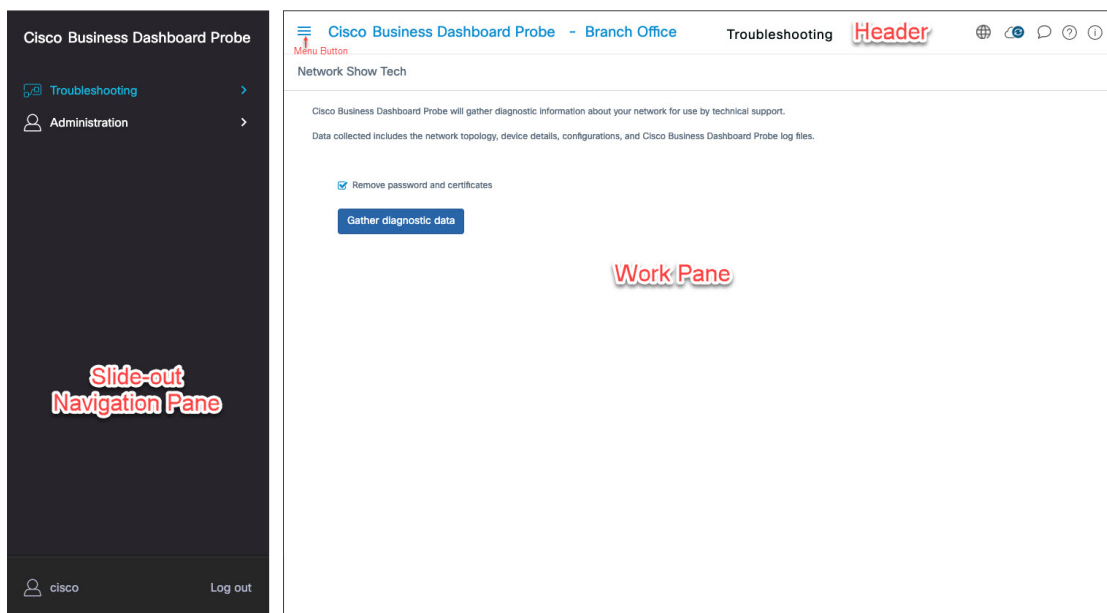 Cisco Business Dashboard Probe
Troubleshooting
Administration
Slide-out
Navigation Pane
cisco
Log out
Cisco Business Dashboard Probe - Branch Office
Troubleshooting
Header
Menu Button
Network Show Tech
Cisco Business Dashboard Probe will gather diagnostic information about your network for use by technical support.
Data collected includes the network topology, device details, configurations, and Cisco Business Dashboard Probe log files.
Remove password and certificates
Gather diagnostic data
Work Pane